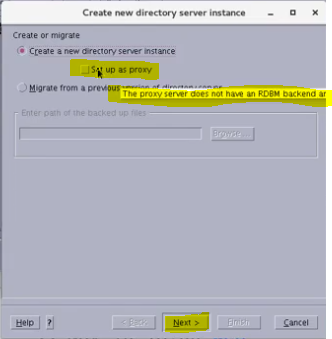 Create new directory server instance
Create or migrate
Create a new directory server instance
Set up as proxy
Migrate from a previous version of directory server
The proxy server does not have an RDBM backend an
Enter path of the backed up files
Browse...
Help ? < Back Next > Finish Cancel